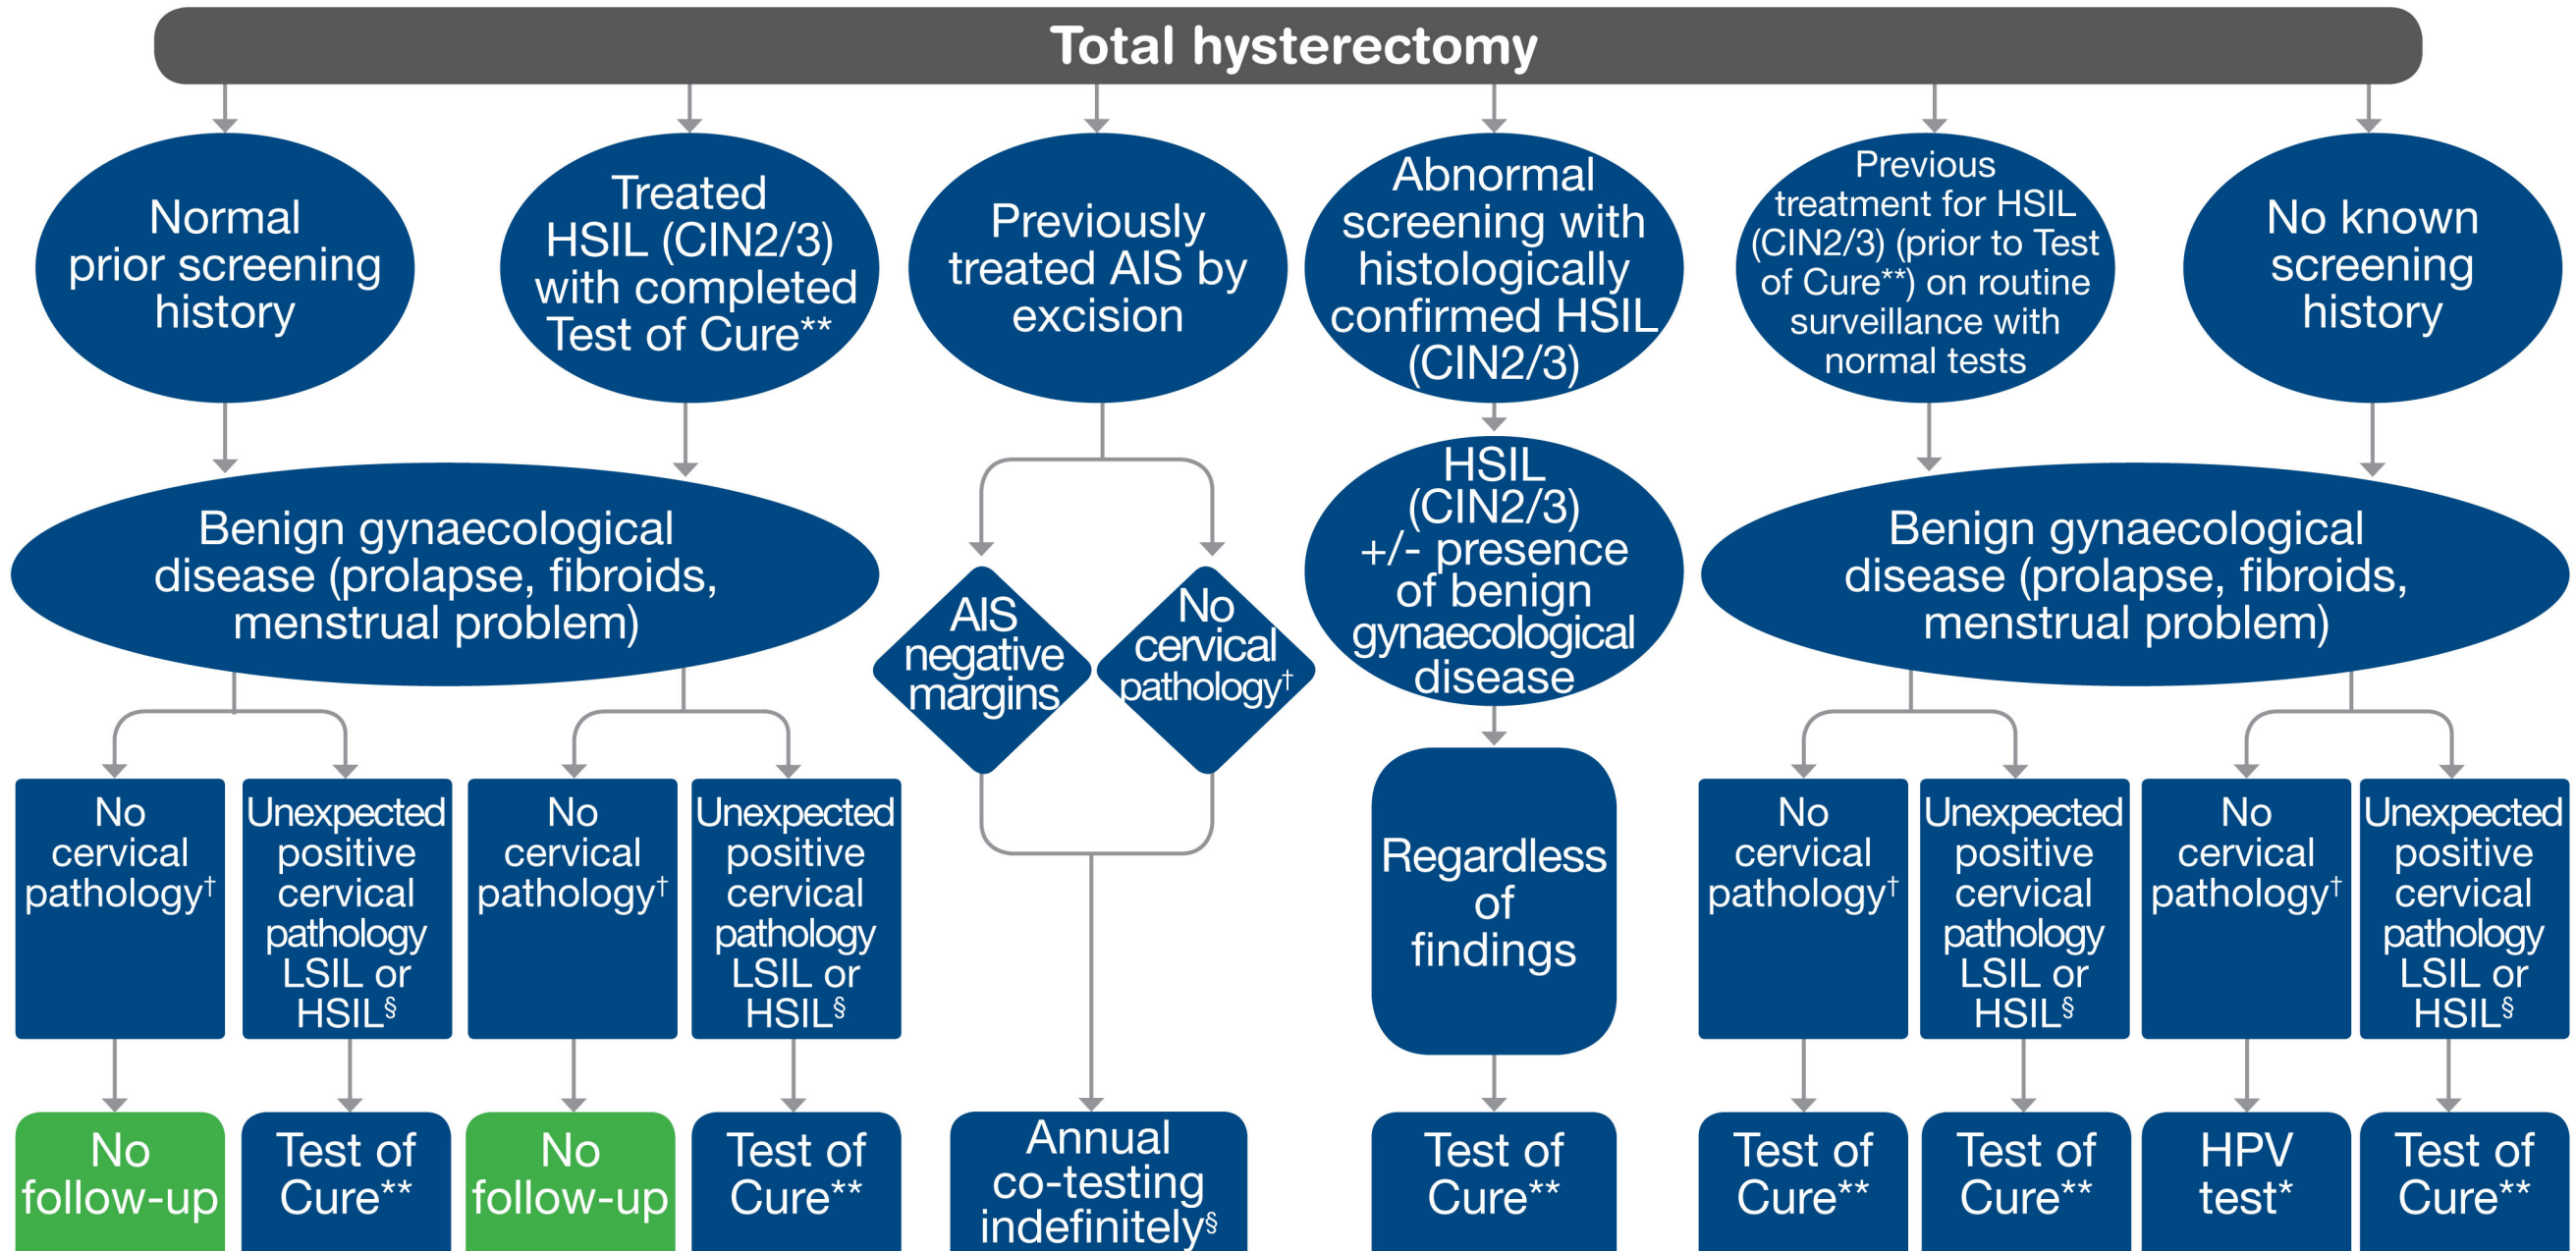 Total hysterectomy
Normal
prior screening
history
Treated
HSIL (CIN2/3)
with completed
Test of Cure**
Previously
treated AIS by
excision
Abnormal
screening with
histologically
confirmed HSIL
(CIN2/3)
Previous
treatment for HSIL
(CIN2/3) (prior to Test
of Cure**) on routine
surveillance with
normal tests
No known
screening
history
Benign gynaecological
disease (prolapse, fibroids,
menstrual problem)
AIS
negative
margins
No
cervical
pathology†
HSIL
(CIN2/3)
+/- presence
of benign
gynaecological
disease
Benign gynaecological
disease (prolapse, fibroids,
menstrual problem)
No
cervical
pathology†
Unexpected
positive
cervical
pathology
LSIL or
HSIL§
No
cervical
pathology†
Unexpected
positive
cervical
pathology
LSIL or
HSIL§
Regardless
of
findings
No
cervical
pathology†
Unexpected
positive
cervical
pathology
LSIL or
HSIL§
No
cervical
pathology†
Unexpected
positive
cervical
pathology
LSIL or
HSIL§
No
follow-up
Test of
Cure**
No
follow-up
Test of
Cure**
Annual
co-testing
indefinitely§
Test of
Cure**
Test of
Cure**
Test of
Cure**
HPV
test*
Test of
Cure**